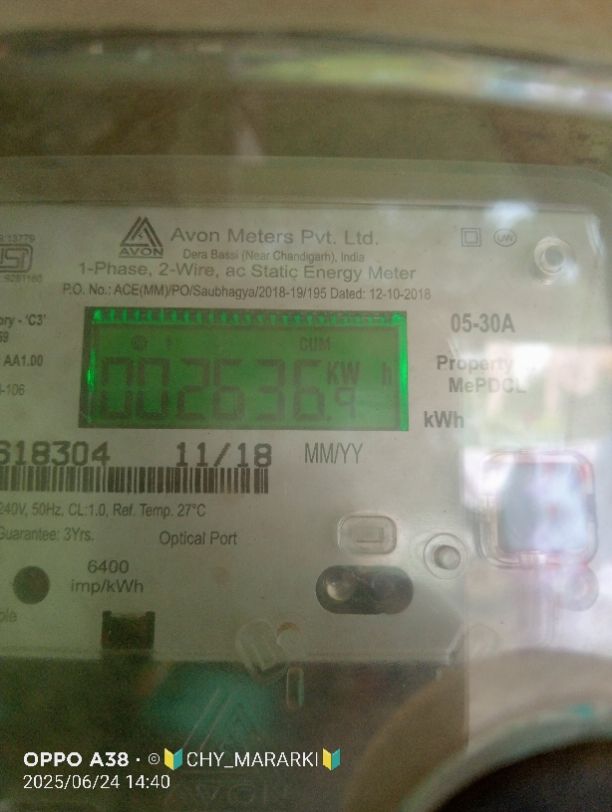 AVON
Avon Meters Pvt. Ltd.
Dera Bassi (Near Chandigarh), India
1-Phase, 2-Wire, ac Static Energy Meter
P.O. No.: ACE(MM)/PO/Saubhagya/2018-19/195 Dated: 12-10-2018
ory - 'C3'
05-30A
AA1.00
CUM
Property
MePDCL
-106
002636.9 KW h
kWh
618304 11/18 MM/YY
240V, 50Hz, CL:1.0, Ref. Temp. 27°C
Guarantee: 3Yrs.
Optical Port
6400
imp/kWh
OPPO A38 · © 🔰CHY_MARARKI🔰
2025/06/24 14:40